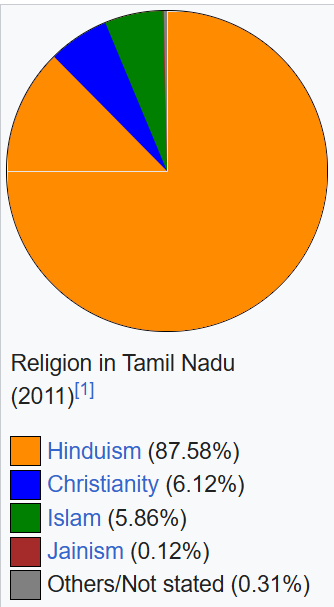 Religion in Tamil Nadu
(2011)[1]
Hinduism (87.58%)
Christianity (6.12%)
Islam (5.86%)
Jainism (0.12%)
Others/Not stated (0.31%)